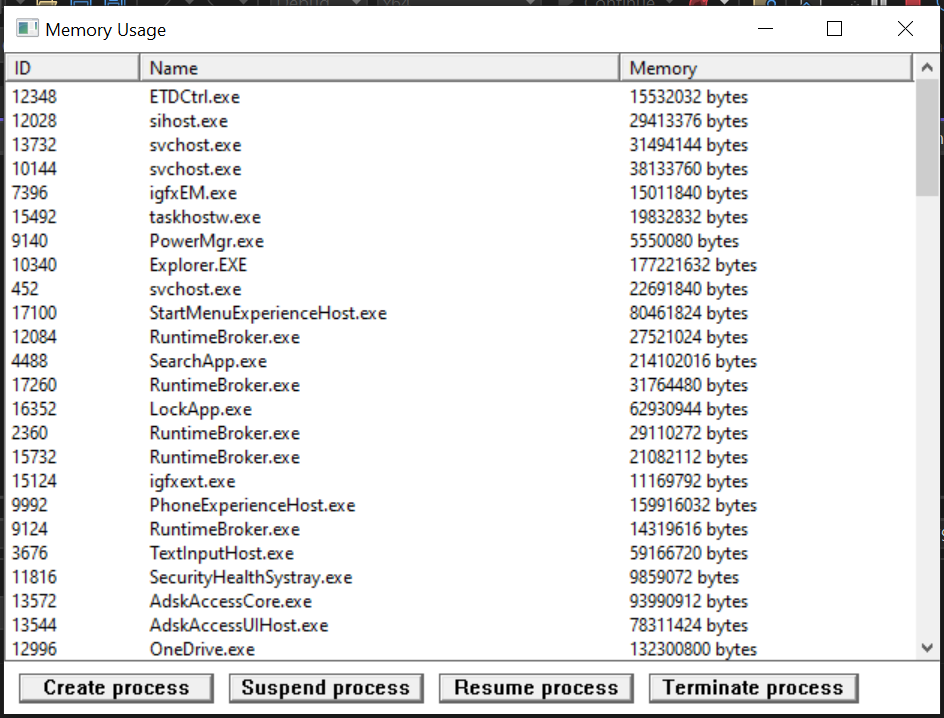 Debug x64 Continue
Memory Usage
ID Name Memory
12348 ETDCtrl.exe 15532032 bytes
12028 sihost.exe 29413376 bytes
13732 svchost.exe 31494144 bytes
10144 svchost.exe 38133760 bytes
7396 igfxEM.exe 15011840 bytes
15492 taskhostw.exe 19832832 bytes
9140 PowerMgr.exe 5550080 bytes
10340 Explorer.EXE 177221632 bytes
452 svchost.exe 22691840 bytes
17100 StartMenuExperienceHost.exe 80461824 bytes
12084 RuntimeBroker.exe 27521024 bytes
4488 SearchApp.exe 214102016 bytes
17260 RuntimeBroker.exe 31764480 bytes
16352 LockApp.exe 62930944 bytes
2360 RuntimeBroker.exe 29110272 bytes
15732 RuntimeBroker.exe 21082112 bytes
15124 igfxext.exe 11169792 bytes
9992 PhoneExperienceHost.exe 159916032 bytes
9124 RuntimeBroker.exe 14319616 bytes
3676 TextInputHost.exe 59166720 bytes
11816 SecurityHealthSystray.exe 9859072 bytes
13572 AdskAccessCore.exe 93990912 bytes
13544 AdskAccessUIHost.exe 78311424 bytes
12996 OneDrive.exe 132300800 bytes
Create process Suspend process Resume process Terminate process